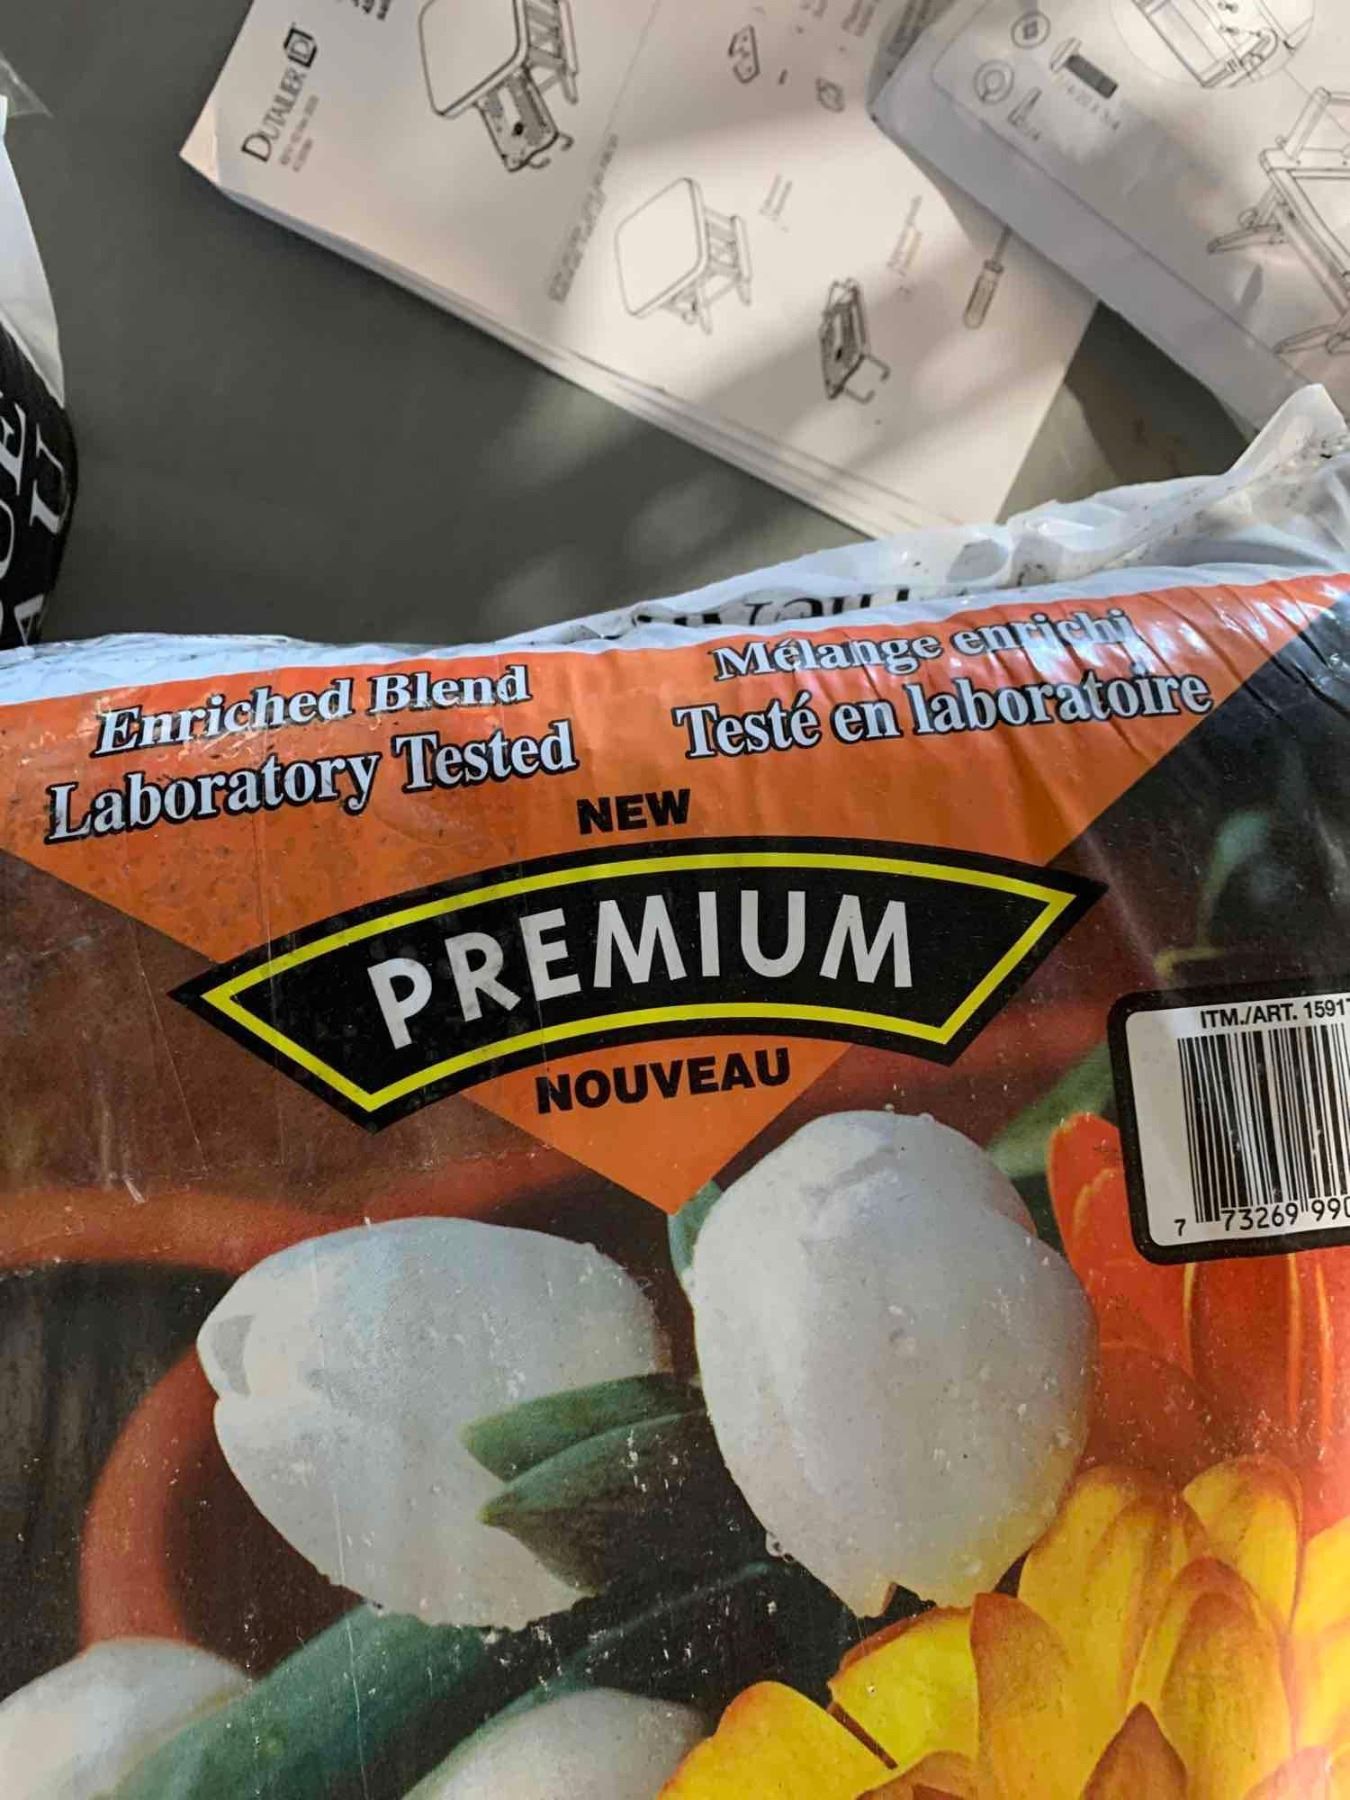 DUTAILIER
Enriched Blend
Laboratory Tested
Mélange enrichi
Testé en laboratoire
NEW
PREMIUM
NOUVEAU
ITM./ART. 1591
7 73269 990